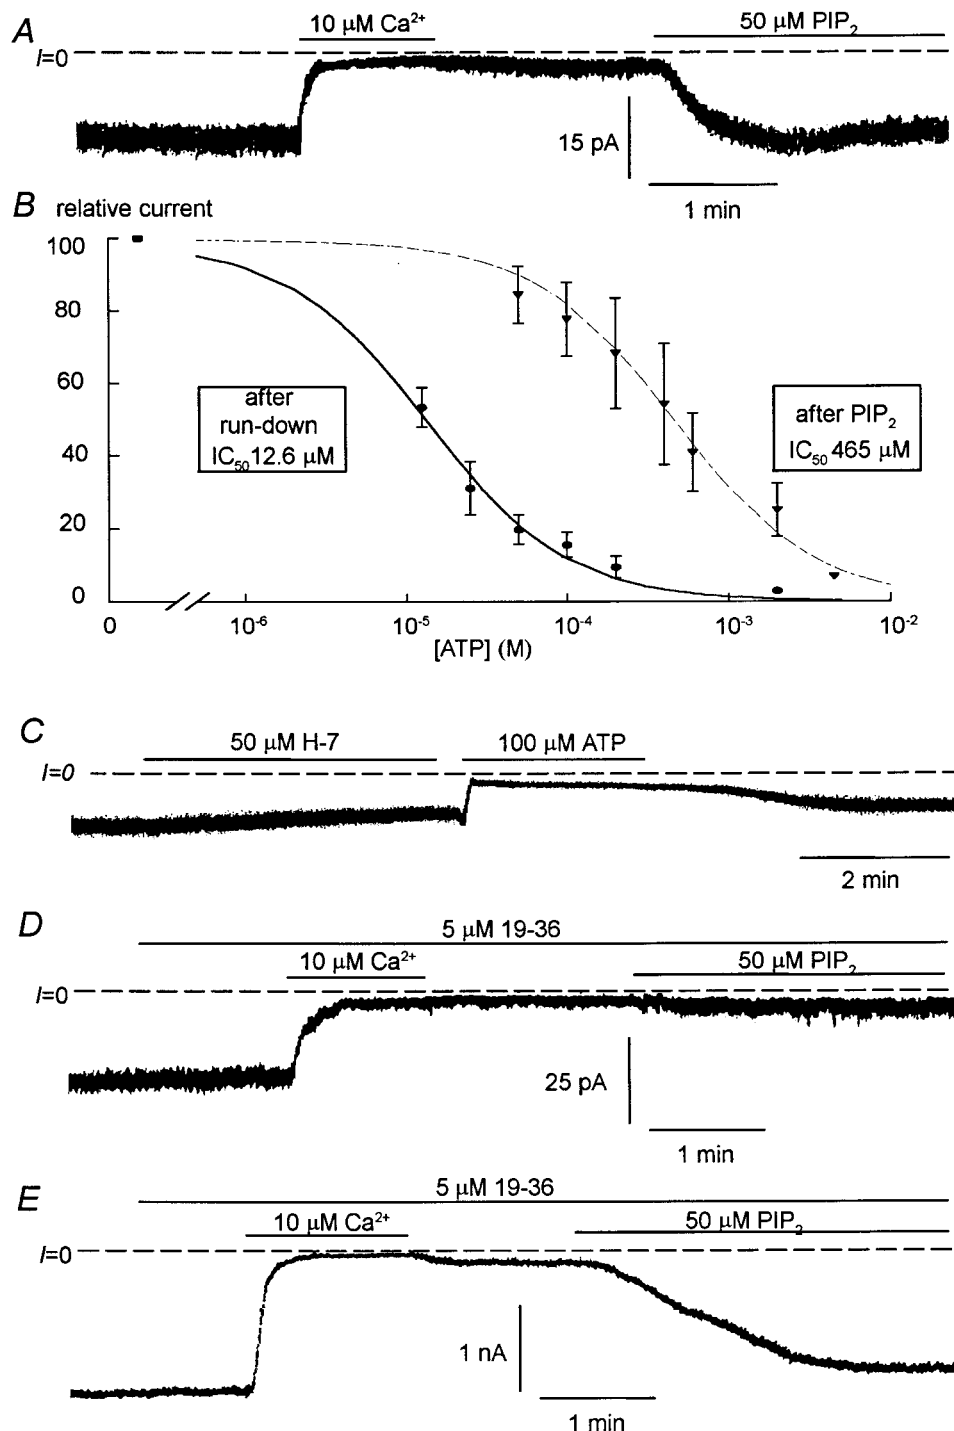 A
10 µM Ca²⁺
50 µM PIP₂
I=0
15 pA
1 min
B relative current
100
80
60
40
20
0
after
run-down
IC₅₀ 12.6 µM
after PIP₂
IC₅₀ 465 µM
0 10⁻⁶ 10⁻⁵ 10⁻⁴ 10⁻³ 10⁻²
[ATP] (M)
C
50 µM H-7
100 µM ATP
I=0
2 min
D
5 µM 19-36
10 µM Ca²⁺
50 µM PIP₂
I=0
25 pA
1 min
E
5 µM 19-36
10 µM Ca²⁺
50 µM PIP₂
I=0
1 nA
1 min